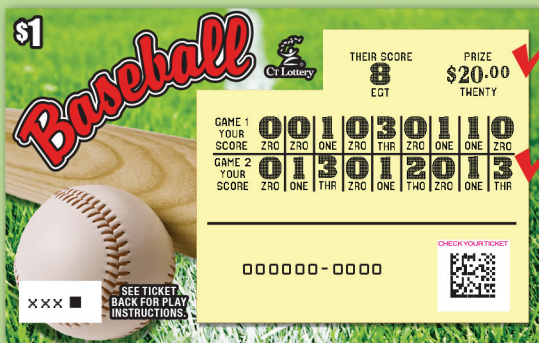 $1
Baseball
CT Lottery
THEIR SCORE
8
EGT
PRIZE
$20.00
TWENTY
GAME 1 YOUR SCORE 0 0 1 0 3 0 1 1 0
ZRO ZRO ONE ZRO THR ZRO ONE ONE ZRO
GAME 2 YOUR SCORE 0 1 3 0 1 2 0 1 3
ZRO ONE THR ZRO ONE TWO ZRO ONE THR
CHECK YOUR TICKET
000000-0000
XXX
SEE TICKET
BACK FOR PLAY
INSTRUCTIONS.